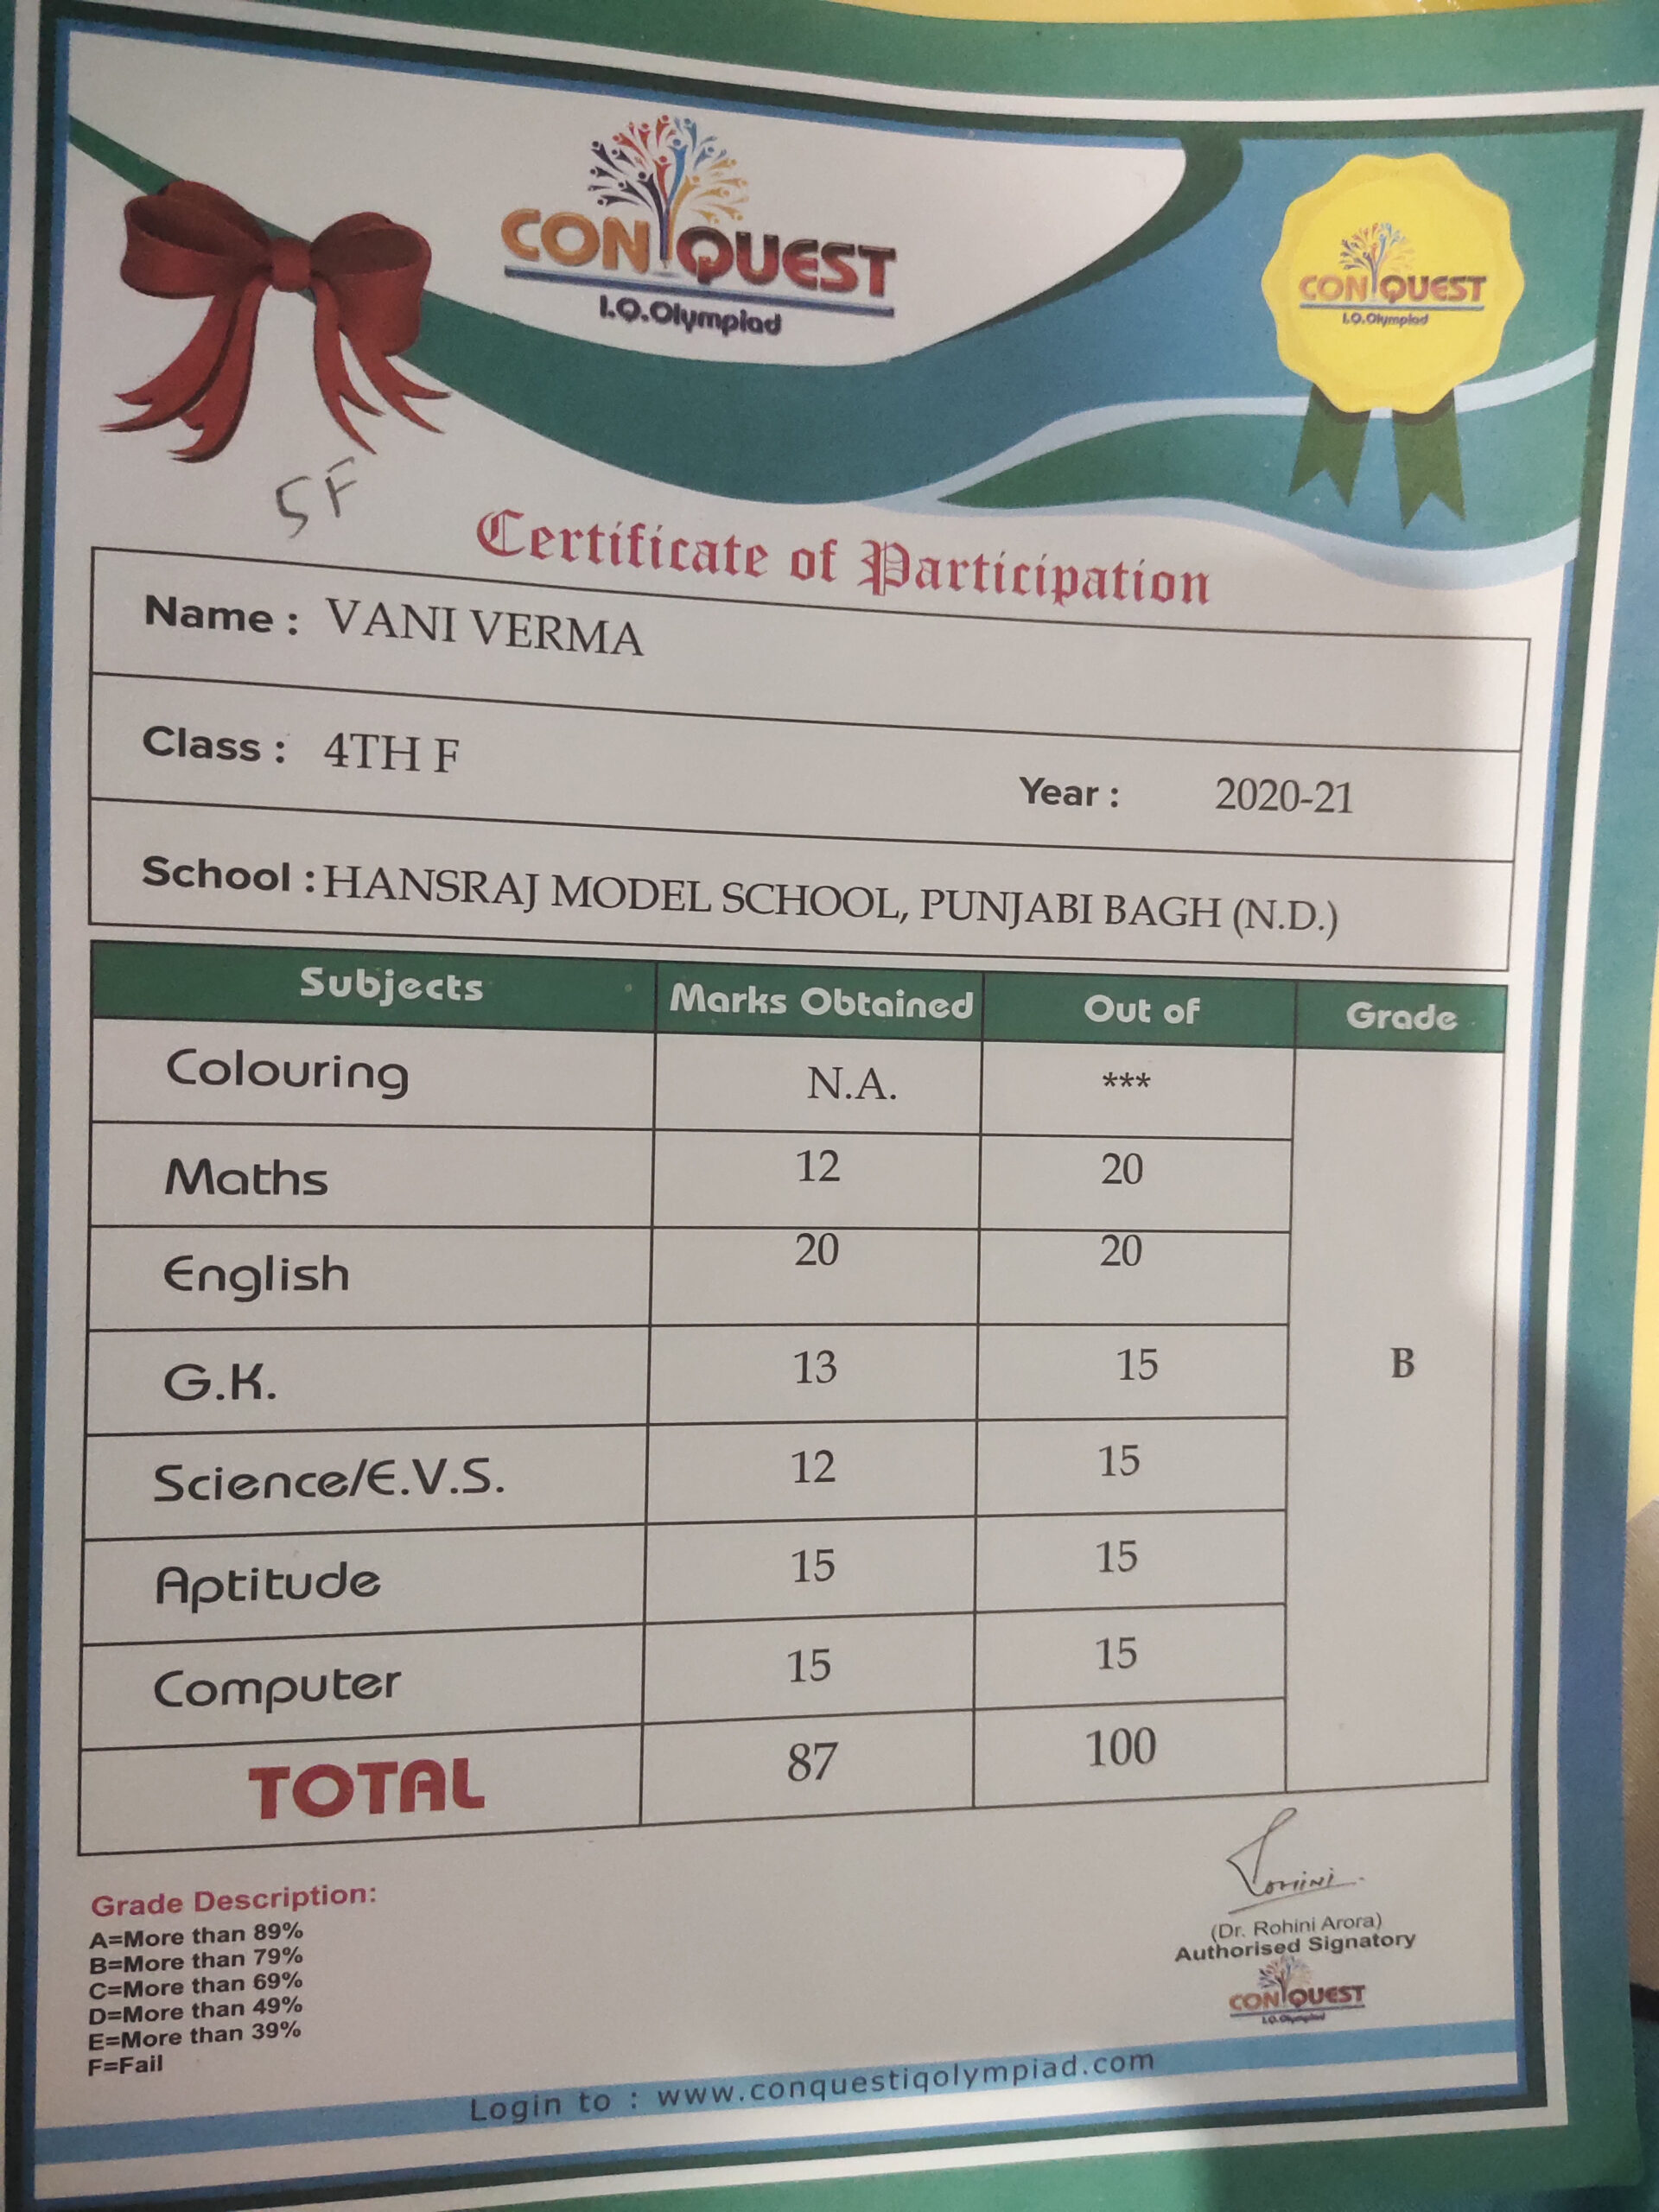 CONQUEST
I.Q.Olympiad
CONQUEST
I.Q.Olympiad
5F
Certificate of Participation
Name : VANI VERMA
Class : 4TH F Year : 2020-21
School : HANSRAJ MODEL SCHOOL, PUNJABI BAGH (N.D.)
Subjects Marks Obtained Out of Grade
Colouring N.A. ***
Maths 12 20
English 20 20
G.K. 13 15 B
Science/E.V.S. 12 15
Aptitude 15 15
Computer 15 15
TOTAL 87 100
Grade Description:
A=More than 89%
B=More than 79%
C=More than 69%
D=More than 49%
E=More than 39%
F=Fail
Rohini
(Dr. Rohini Arora)
Authorised Signatory
CONQUEST
I.Q.Olympiad
Login to : www.conquestiqolympiad.com